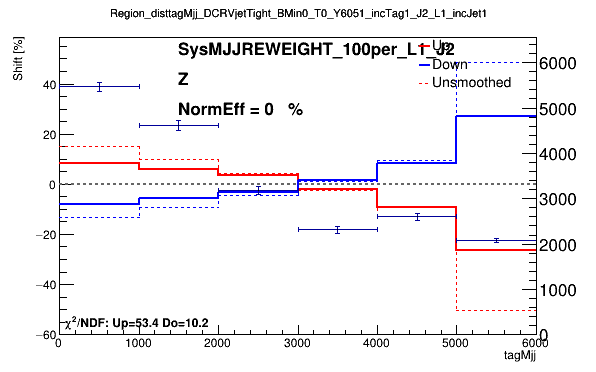 Region_disttagMjj_DCRVjetTight_BMin0_T0_Y6051_incTag1_J2_L1_incJet1
Shift [%]
SysMJJREWEIGHT_100per_L1_J2
Z
NormEff = 0 %
Up
Down
Unsmoothed
40
20
0
−20
−40
−60
6000
5000
4000
3000
2000
1000
0
χ²/NDF: Up=53.4 Do=10.2
0 1000 2000 3000 4000 5000 6000
tagMjj